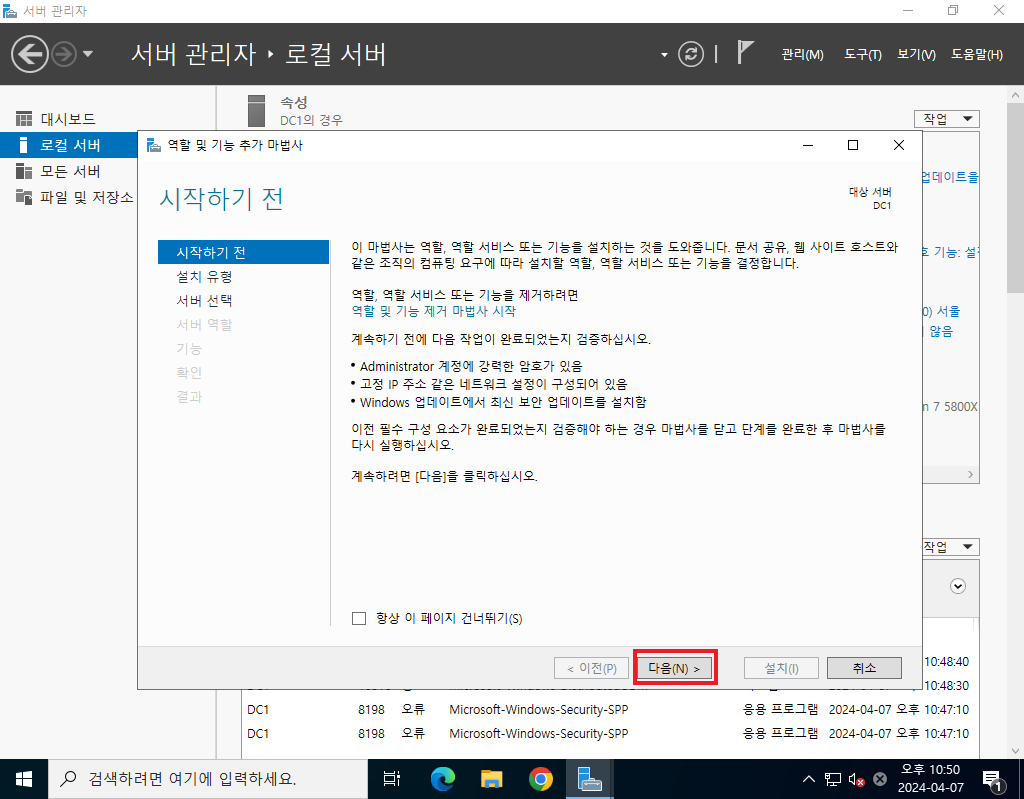 서버 관리자
서버 관리자 ‣ 로컬 서버
관리(M) 도구(T) 보기(V) 도움말(H)
대시보드
로컬 서버
모든 서버
파일 및 저장소
속성
DC1의 경우
작업
역할 및 기능 추가 마법사
시작하기 전
대상 서버
DC1
시작하기 전
설치 유형
서버 선택
서버 역할
기능
확인
결과
이 마법사는 역할, 역할 서비스 또는 기능을 설치하는 것을 도와줍니다. 문서 공유, 웹 사이트 호스트와
같은 조직의 컴퓨팅 요구에 따라 설치할 역할, 역할 서비스 또는 기능을 결정합니다.
역할, 역할 서비스 또는 기능을 제거하려면
역할 및 기능 제거 마법사 시작
계속하기 전에 다음 작업이 완료되었는지 검증하십시오.
• Administrator 계정에 강력한 암호가 있음
• 고정 IP 주소 같은 네트워크 설정이 구성되어 있음
• Windows 업데이트에서 최신 보안 업데이트를 설치함
이전 필수 구성 요소가 완료되었는지 검증해야 하는 경우 마법사를 닫고 단계를 완료한 후 마법사를
다시 실행하십시오.
계속하려면 [다음]을 클릭하십시오.
항상 이 페이지 건너뛰기(S)
< 이전(P) 다음(N) > 설치(I) 취소
업데이트를
기능:
0) 서울
않음
n 7 5800X
작업
10:48:40
10:48:30
DC1 8198 오류 Microsoft-Windows-Security-SPP 응용 프로그램 2024-04-07 오후 10:47:10
DC1 8198 오류 Microsoft-Windows-Security-SPP 응용 프로그램 2024-04-07 오후 10:47:10
검색하려면 여기에 입력하세요.
오후 10:50
2024-04-07
1